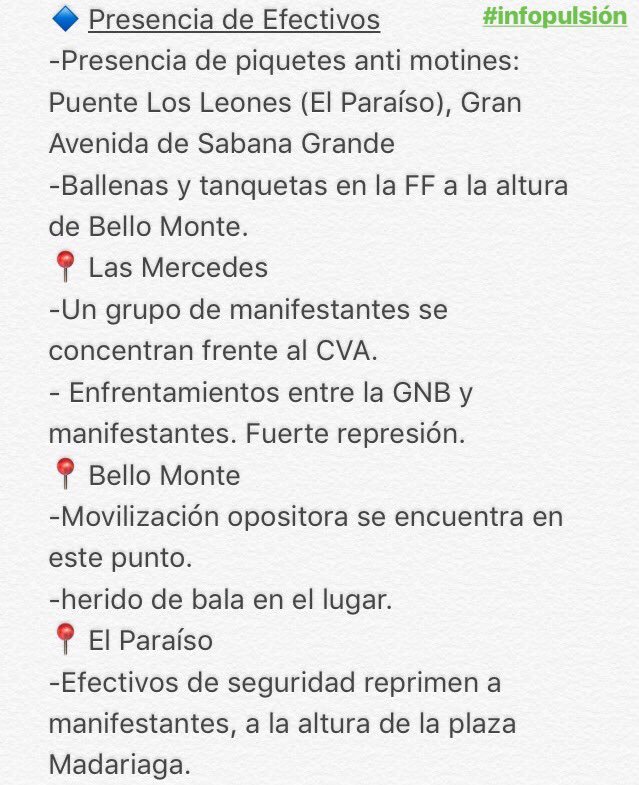 🔷 Presencia de Efectivos
#infopulsión
-Presencia de piquetes anti motines:
Puente Los Leones (El Paraíso), Gran
Avenida de Sabana Grande
-Ballenas y tanquetas en la FF a la altura
de Bello Monte.
📍 Las Mercedes
-Un grupo de manifestantes se
concentran frente al CVA.
- Enfrentamientos entre la GNB y
manifestantes. Fuerte represión.
📍 Bello Monte
-Movilización opositora se encuentra en
este punto.
-herido de bala en el lugar.
📍 El Paraíso
-Efectivos de seguridad reprimen a
manifestantes, a la altura de la plaza
Madariaga.